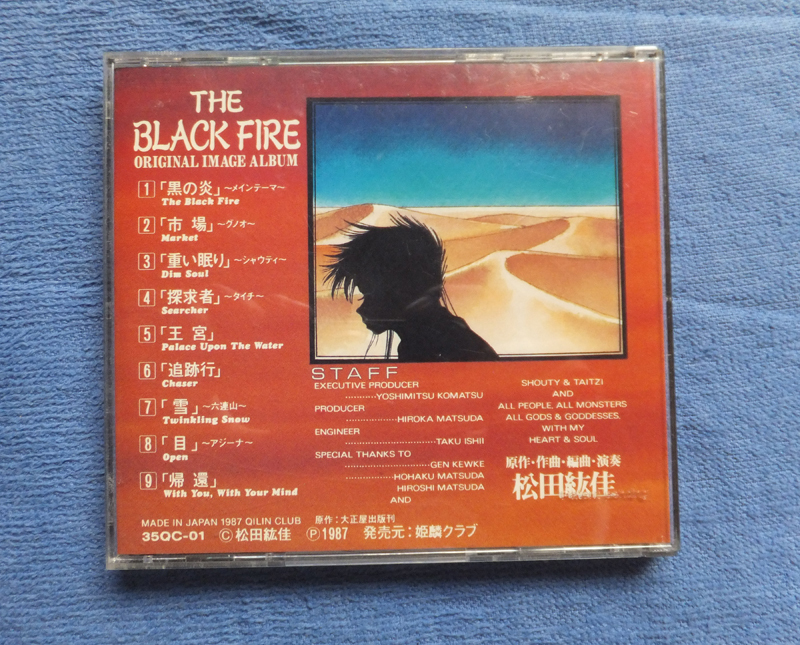 THE
BLACK FIRE
ORIGINAL IMAGE ALBUM
1「黒の炎」~メインテーマ~
The Black Fire
2「市 場」~グノオ~
Market
3「重い眠り」~シャウティ~
Dim Soul
4「探求者」~タイチ~
Searcher
5「王 宮」
Palace Upon The Water
6「追跡行」
Chaser
7「雪」~六連山~
Twinkling Snow
8「目」~アジーナ~
Open
9「帰 還」
With You, With Your Mind
STAFF
EXECUTIVE PRODUCER
…………YOSHIMITSU KOMATSU
PRODUCER
…………………HIROKA MATSUDA
ENGINEER
……………………………TAKU ISHII
SPECIAL THANKS TO
…………………………GEN KEWKE
………………HOHAKU MATSUDA
HIROSHI MATSUDA
AND
SHOUTY & TAITZI
AND
ALL PEOPLE, ALL MONSTERS
ALL GODS & GODDESSES,
WITH MY
HEART & SOUL
原作・作曲・編曲・演奏
松田紘佳
MADE IN JAPAN 1987 QILIN CLUB 原作:大正屋出版刊
35QC-01 Ⓒ松田紘佳 Ⓟ1987 発売元:姫麟クラブ